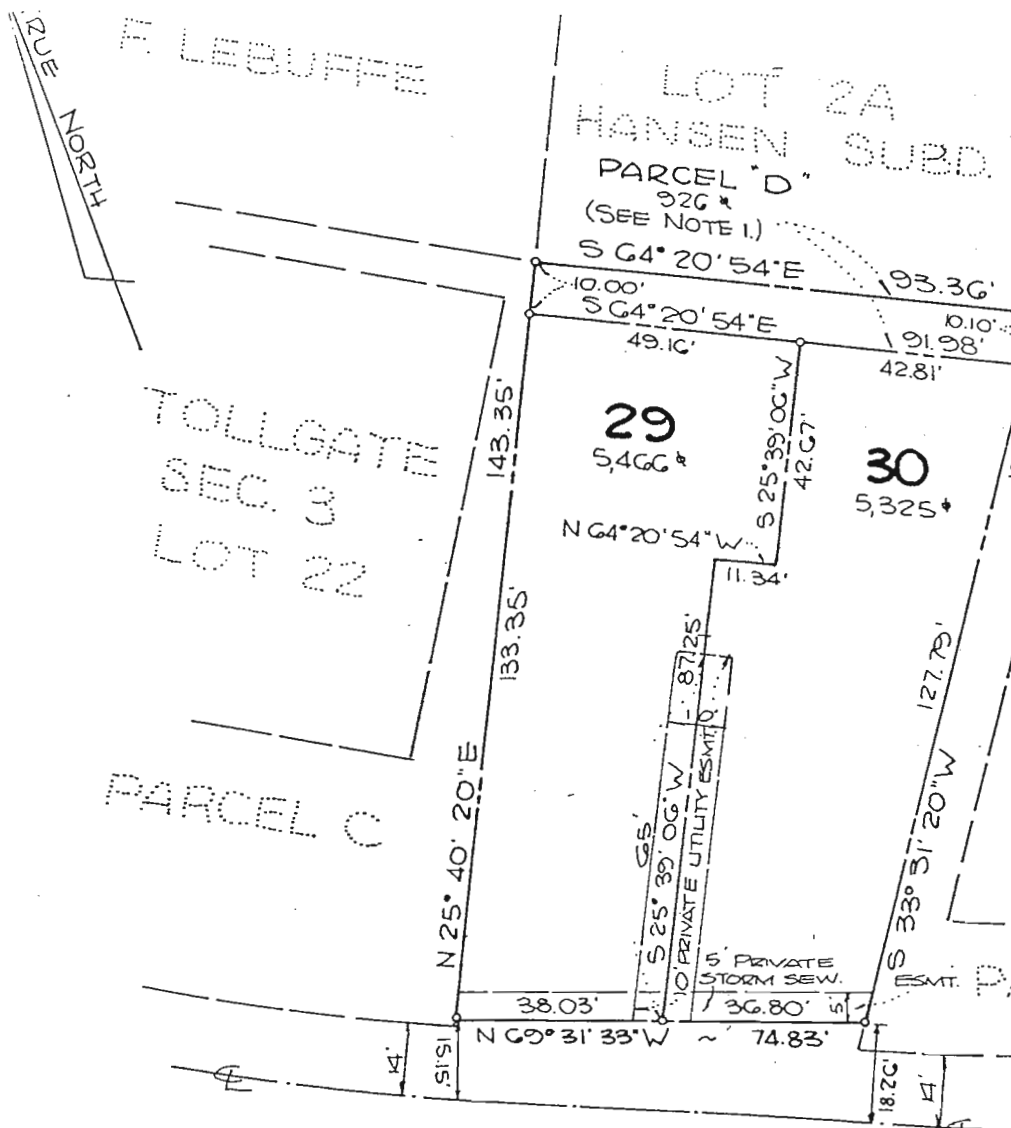 TRUE NORTH
F. LEBUFFE
LOT 2A
HANSEN SUBD.
PARCEL "D"
926
(SEE NOTE 1.)
S 64° 20' 54" E
93.36'
10.00'
S 64° 20' 54" E
10.10'
49.16'
91.98'
42.81'
TOLLGATE
SEC. 3
LOT 22
143.35'
133.35'
29
5,466
S 25° 39' 06" W
42.67'
30
5,325
N 64° 20' 54" W
11.34'
87.25'
127.79'
S 33° 31' 20" W
PARCEL C
N 25° 40' 20" E
65'
S 25° 39' 06" W
10' PRIVATE UTILITY ESMT.
5' PRIVATE
STORM SEW.
ESMT.
38.03'
36.80'
5'
N 69° 31' 33" W ~ 74.83'
14'
15.15'
18.26'
14'